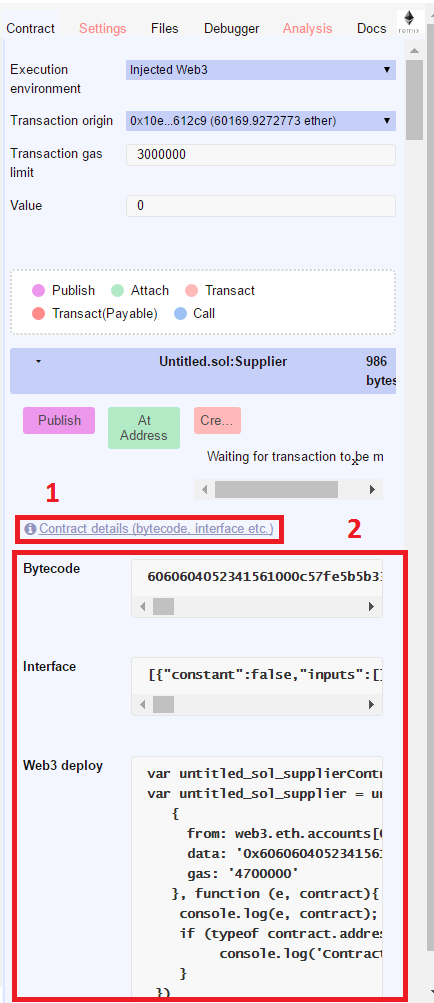 Contract Settings Files Debugger Analysis Docs
remix
Execution environment Injected Web3
Transaction origin 0x10e...612c9 (60169.9272773 ether)
Transaction gas limit 3000000
Value 0
Publish Attach Transact
Transact(Payable) Call
Untitled.sol:Supplier 986 bytes
Publish At Address Cre...
Waiting for transaction to be m
1
Contract details (bytecode, interface etc.)
2
Bytecode 6060604052341561000c57fe5b5b33
Interface [{"constant":false,"inputs":[]
Web3 deploy
var untitled_sol_supplierContr
var untitled_sol_supplier = un
{
from: web3.eth.accounts[0
data: '0x6060604052341561
gas: '4700000'
}, function (e, contract){
console.log(e, contract);
if (typeof contract.addres
console.log('Contract
}
})